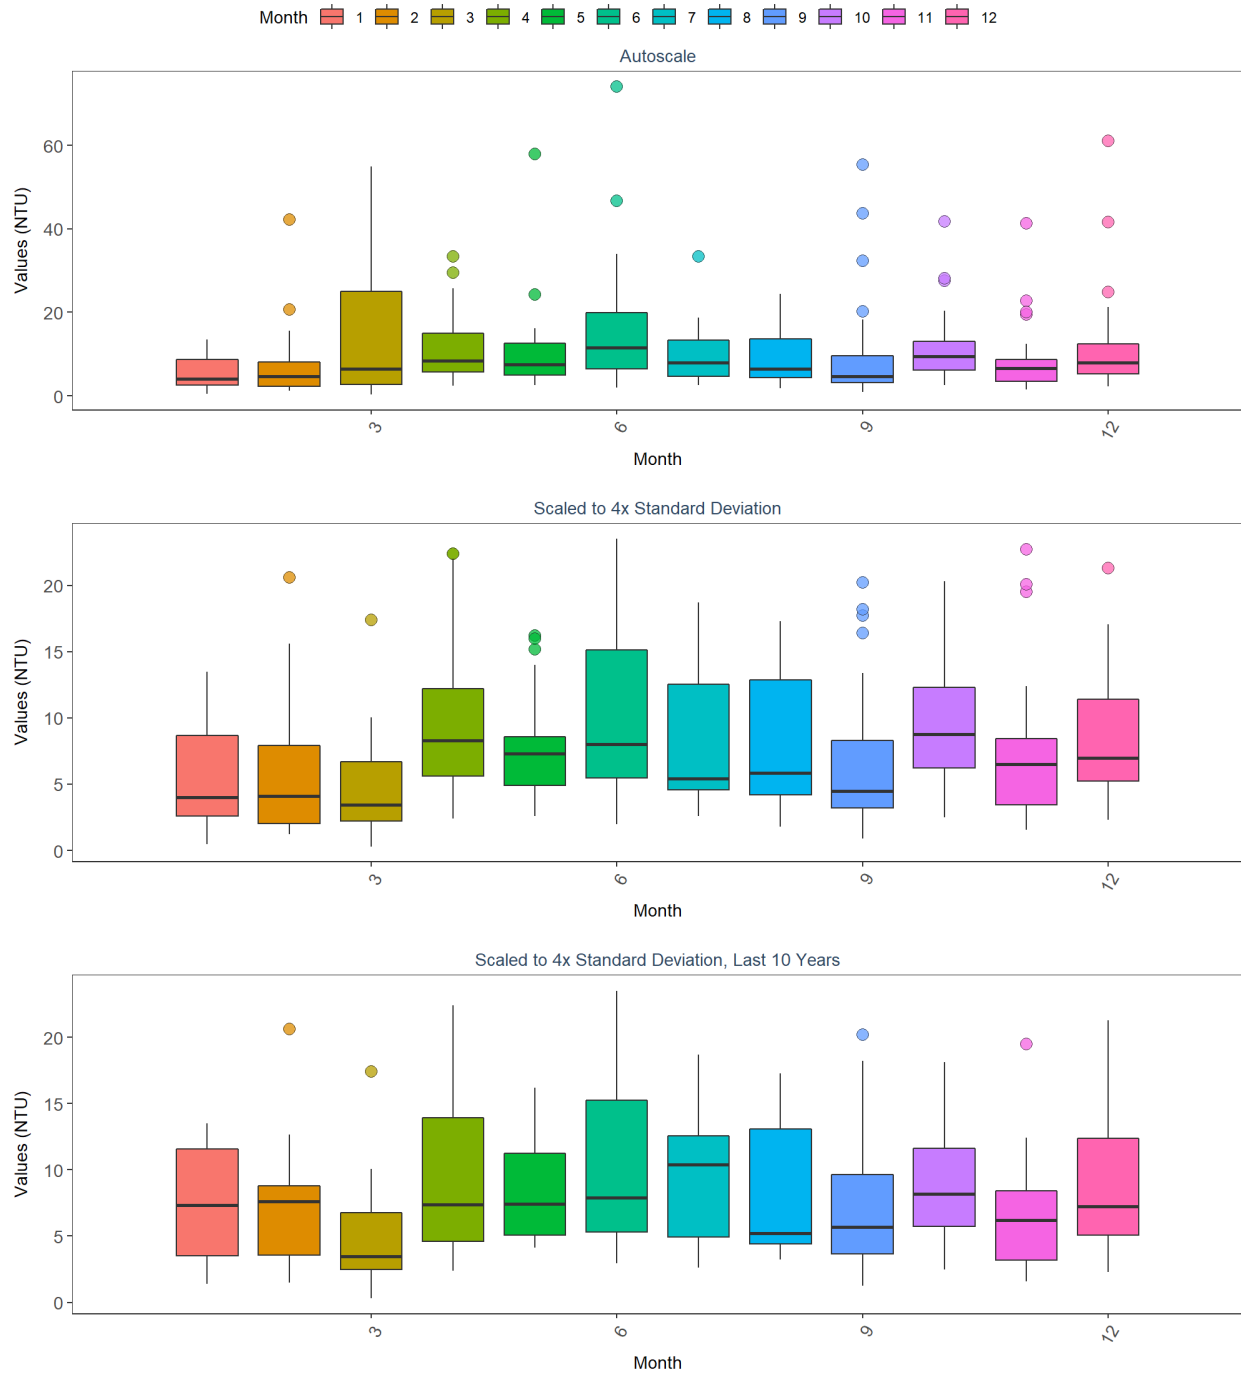 Month 1 2 3 4 5 6 7 8 9 10 11 12
Autoscale
Values (NTU)
60
40
20
0
3 6 9 12
Month
Scaled to 4x Standard Deviation
Values (NTU)
20
15
10
5
0
3 6 9 12
Month
Scaled to 4x Standard Deviation, Last 10 Years
Values (NTU)
20
15
10
5
0
3 6 9 12
Month